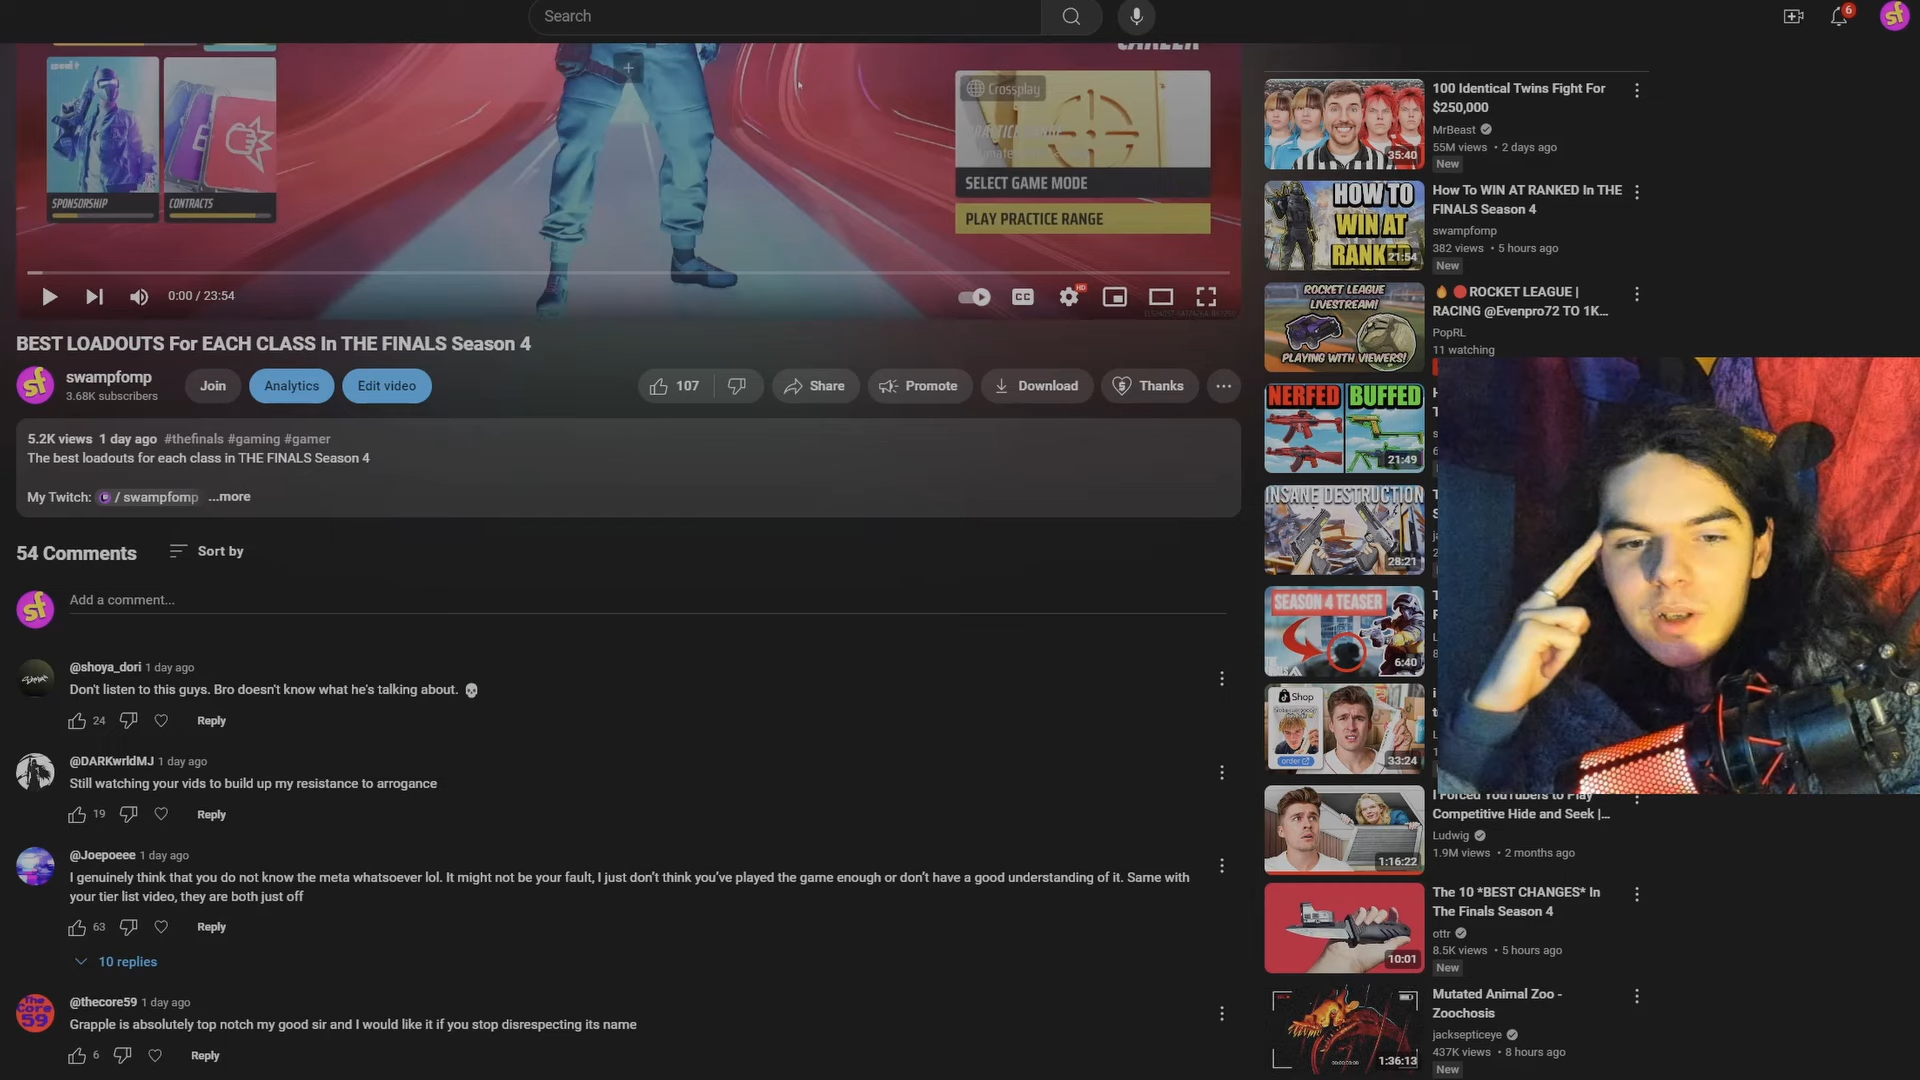 Search
6
sf
SPONSORSHIP
CONTRACTS
Crossplay
SELECT GAME MODE
PLAY PRACTICE RANGE
0:00 / 23:54
CC
HD
BEST LOADOUTS For EACH CLASS In THE FINALS Season 4
sf
swampfomp
3.68K subscribers
Join
Analytics
Edit video
107
Share
Promote
Download
Thanks
5.2K views 1 day ago #thefinals #gaming #gamer
The best loadouts for each class in THE FINALS Season 4
My Twitch: / swampfomp ...more
54 Comments
Sort by
sf
Add a comment...
@shoya_dori 1 day ago
Don't listen to this guys. Bro doesn't know what he's talking about. 💀
24
Reply
@DARKwrldMJ 1 day ago
Still watching your vids to build up my resistance to arrogance
19
Reply
@Joepoeee 1 day ago
I genuinely think that you do not know the meta whatsoever lol. It might not be your fault, I just don't think you've played the game enough or don't have a good understanding of it. Same with
your tier list video, they are both just off
63
Reply
10 replies
The
Core
59
@thecore59 1 day ago
Grapple is absolutely top notch my good sir and I would like it if you stop disrespecting its name
6
Reply
35:40
100 Identical Twins Fight For
$250,000
MrBeast
55M views • 2 days ago
New
HOW TO
WIN AT
RANKED
21:54
How To WIN AT RANKED In THE
FINALS Season 4
swampfomp
382 views • 5 hours ago
New
ROCKET LEAGUE
LIVESTREAM!
PLAYING WITH VIEWERS!
🔥 🔴 ROCKET LEAGUE |
RACING @Evenpro72 TO 1K...
PopRL
11 watching
NERFED
BUFFED
21:49
INSANE DESTRUCTION
28:21
SEASON 4 TEASER
6:40
Shop
order
33:24
1:16:22
I Forced YouTubers to Play
Competitive Hide and Seek |...
Ludwig
1.9M views • 2 months ago
10:01
The 10 *BEST CHANGES* In
The Finals Season 4
ottr
8.5K views • 5 hours ago
New
1:36:13
Mutated Animal Zoo -
Zoochosis
jacksepticeye
437K views • 8 hours ago
New